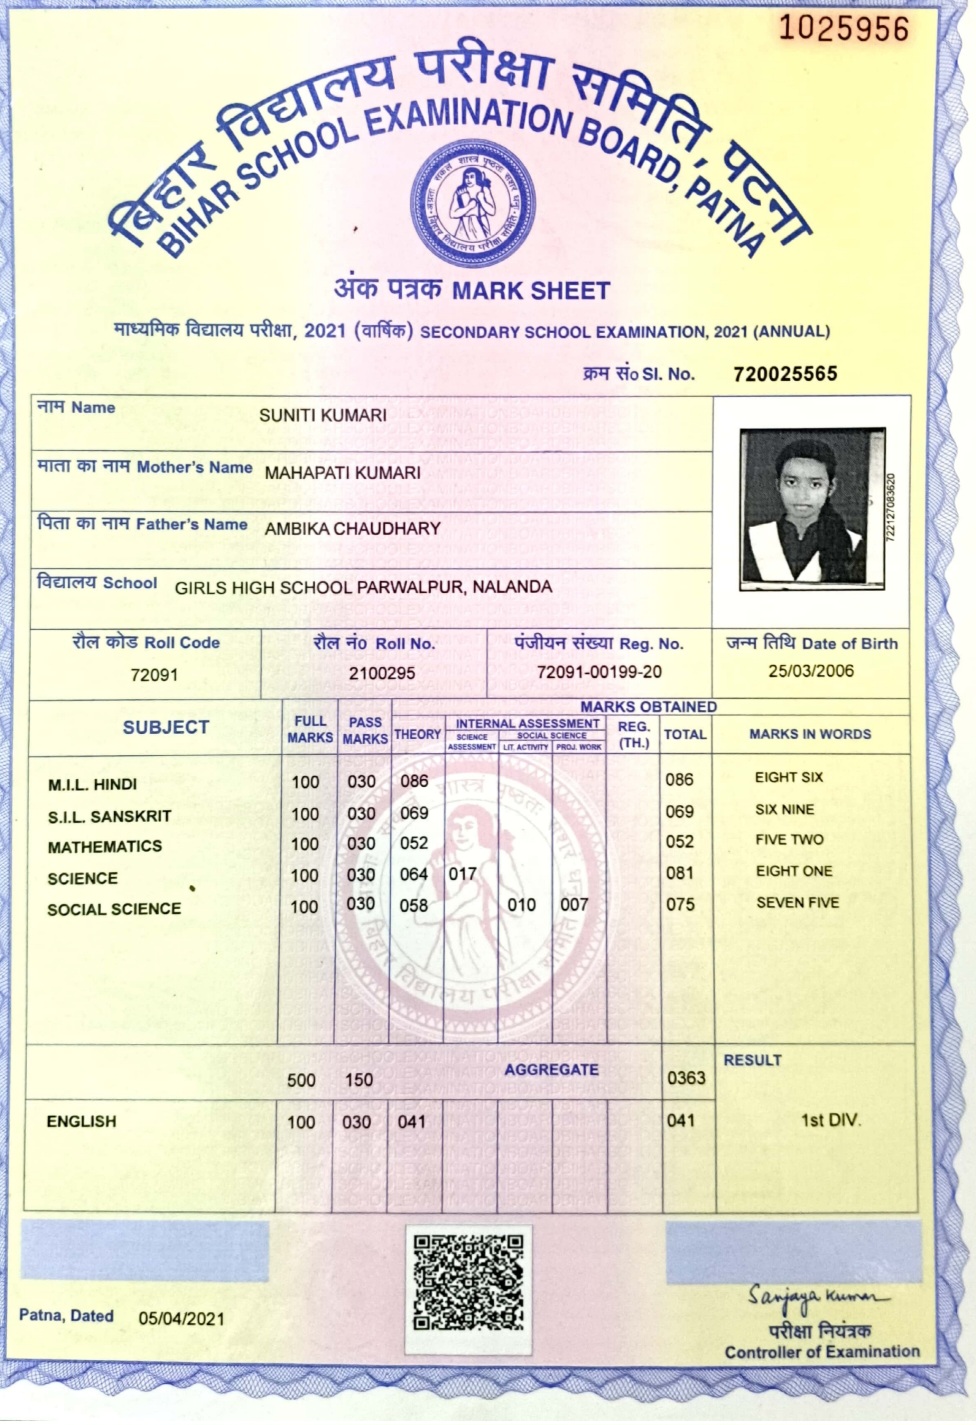 1025956
बिहार विद्यालय परीक्षा समिति, पटना
BIHAR SCHOOL EXAMINATION BOARD, PATNA
बिहार विद्यालय परीक्षा समिति
अंक पत्रक MARK SHEET
माध्यमिक विद्यालय परीक्षा, 2021 (वार्षिक) SECONDARY SCHOOL EXAMINATION, 2021 (ANNUAL)
क्रम सं० SI. No. 720025565
नाम Name SUNITI KUMARI
माता का नाम Mother's Name MAHAPATI KUMARI
पिता का नाम Father's Name AMBIKA CHAUDHARY
विद्यालय School GIRLS HIGH SCHOOL PARWALPUR, NALANDA
722127083620
रौल कोड Roll Code रौल नं० Roll No. पंजीयन संख्या Reg. No. जन्म तिथि Date of Birth
72091 2100295 72091-00199-20 25/03/2006
SUBJECT FULL MARKS PASS MARKS MARKS OBTAINED
THEORY INTERNAL ASSESSMENT REG. (TH.) TOTAL MARKS IN WORDS
SCIENCE ASSESSMENT SOCIAL SCIENCE LIT. ACTIVITY PROJ. WORK
M.I.L. HINDI 100 030 086 086 EIGHT SIX
S.I.L. SANSKRIT 100 030 069 069 SIX NINE
MATHEMATICS 100 030 052 052 FIVE TWO
SCIENCE 100 030 064 017 081 EIGHT ONE
SOCIAL SCIENCE 100 030 058 010 007 075 SEVEN FIVE
बिहार विद्यालय परीक्षा समिति
500 150 AGGREGATE 0363 RESULT
ENGLISH 100 030 041 041 1st DIV.
Patna, Dated 05/04/2021
Sanjaya Kumar
परीक्षा नियंत्रक
Controller of Examination